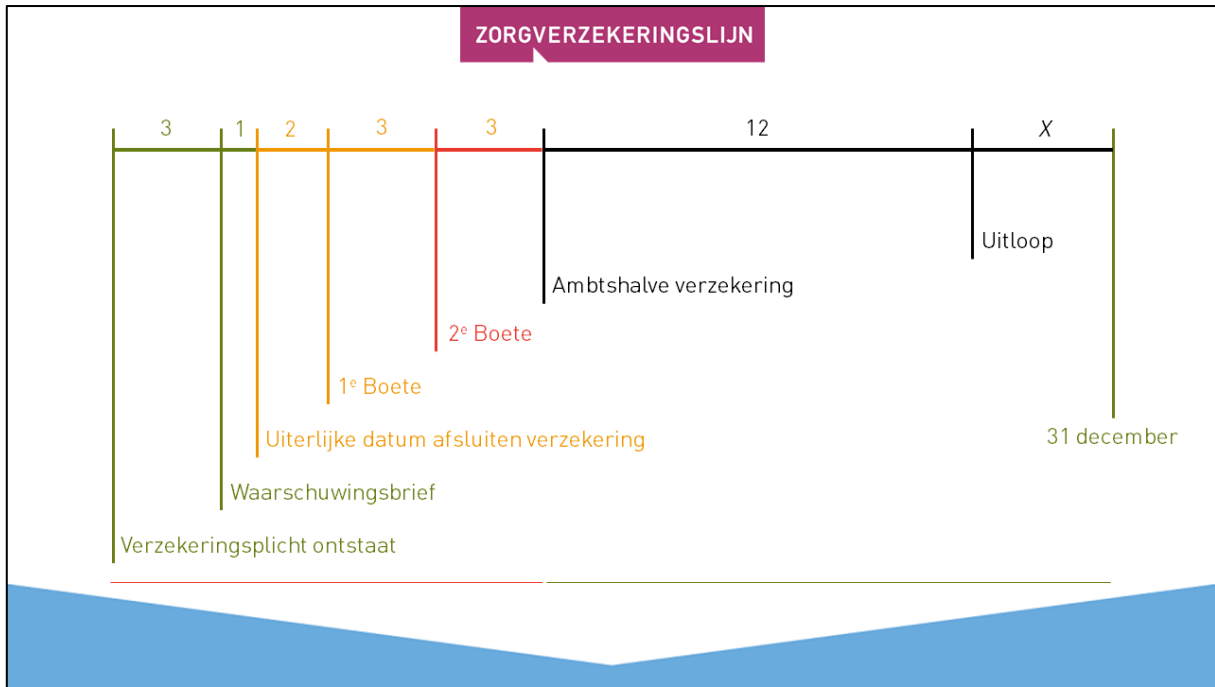 ZORGVERZEKERINGSLIJN
3 1 2 3 3 12 X
Uitloop
Ambtshalve verzekering
2e Boete
1e Boete
Uiterlijke datum afsluiten verzekering
31 december
Waarschuwingsbrief
Verzekeringsplicht ontstaat